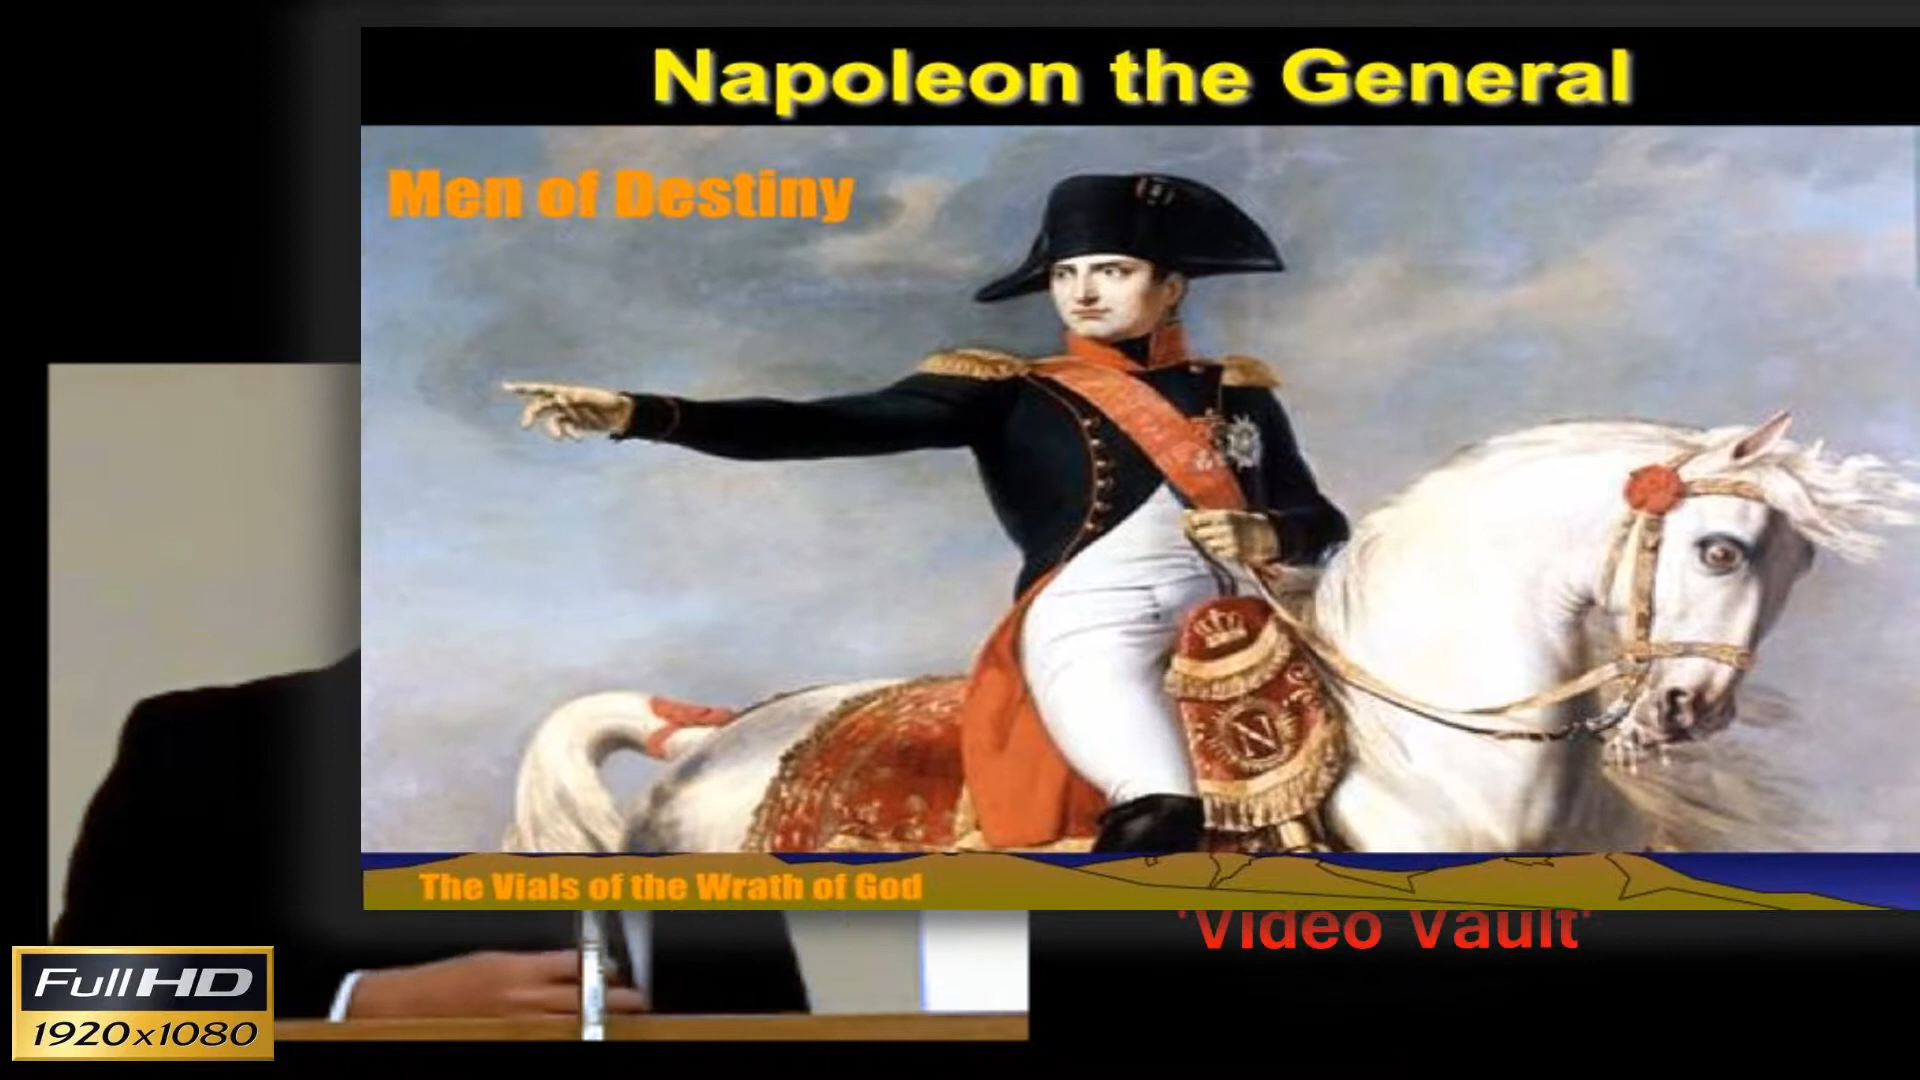 Napoleon the General
Men of Destiny
N
The Vials of the Wrath of God
'Video Vault'
Full HD
1920x1080